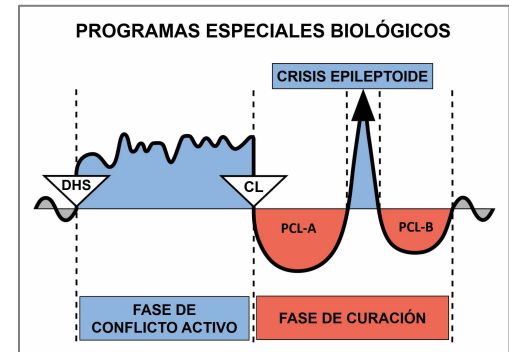 PROGRAMAS ESPECIALES BIOLÓGICOS
CRISIS EPILEPTOIDE
DHS
CL
PCL-A
PCL-B
FASE DE
CONFLICTO ACTIVO
FASE DE CURACIÓN